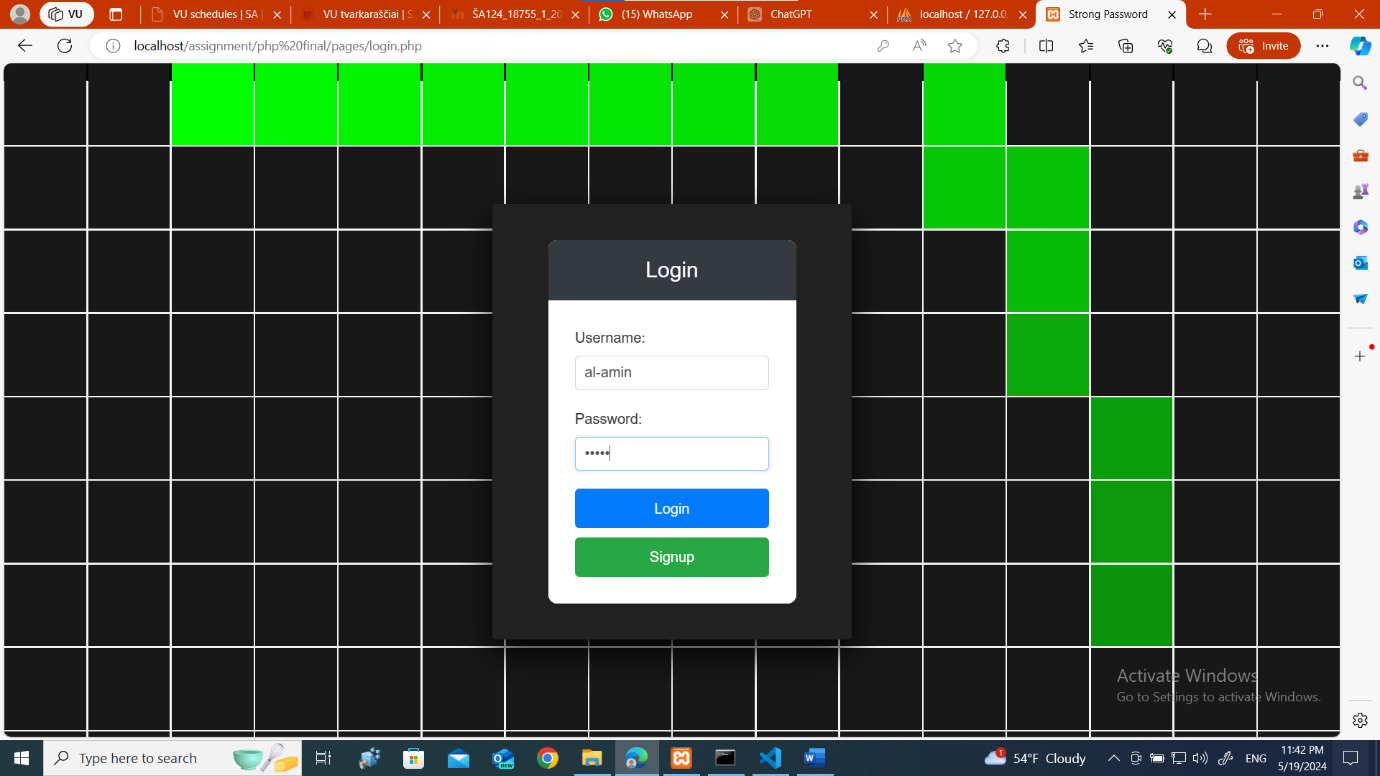 VU
VU schedules | SA |
VU tvarkaraščiai | S
ŠA124_18755_1_20
(15) WhatsApp
ChatGPT
localhost / 127.0.0.
Strong Password
localhost/assignment/php%20final/pages/login.php
Invite
Login
Username:
al-amin
Password:
•••••
Login
Signup
Activate Windows
Go to Settings to activate Windows.
Type here to search
NEW
1
54°F Cloudy
ENG
11:42 PM
5/19/2024